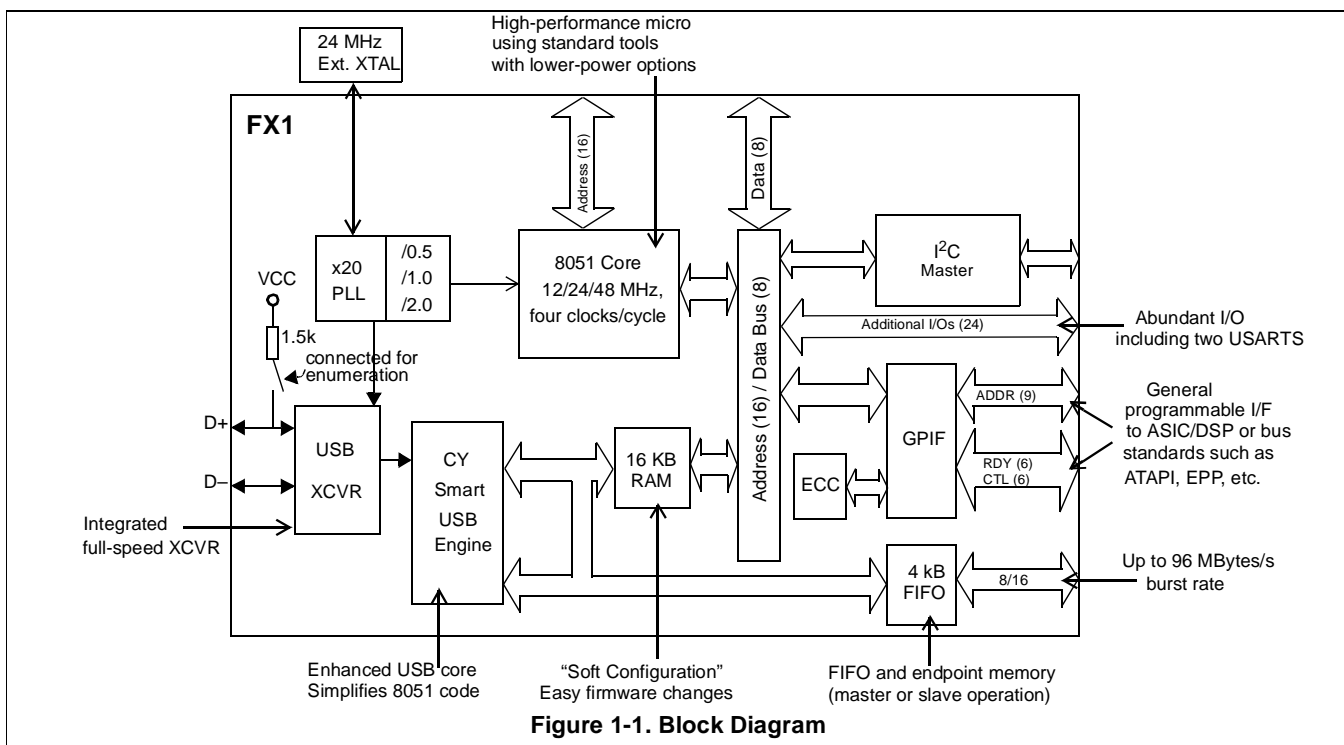 High-performance micro
using standard tools
with lower-power options
24 MHz
Ext. XTAL
FX1
Address (16)
Data (8)
x20
PLL
/0.5
/1.0
/2.0
8051 Core
12/24/48 MHz,
four clocks/cycle
Address (16) / Data Bus (8)
I2C
Master
VCC
1.5k
connected for
enumeration
Additional I/Os (24)
Abundant I/O
including two USARTS
D+
D–
USB
XCVR
CY
Smart
USB
Engine
16 KB
RAM
ECC
GPIF
ADDR (9)
RDY (6)
CTL (6)
General
programmable I/F
to ASIC/DSP or bus
standards such as
ATAPI, EPP, etc.
Integrated
full-speed XCVR
4 kB
FIFO
8/16
Up to 96 MBytes/s
burst rate
Enhanced USB core
Simplifies 8051 code
“Soft Configuration”
Easy firmware changes
FIFO and endpoint memory
(master or slave operation)
Figure 1-1. Block Diagram